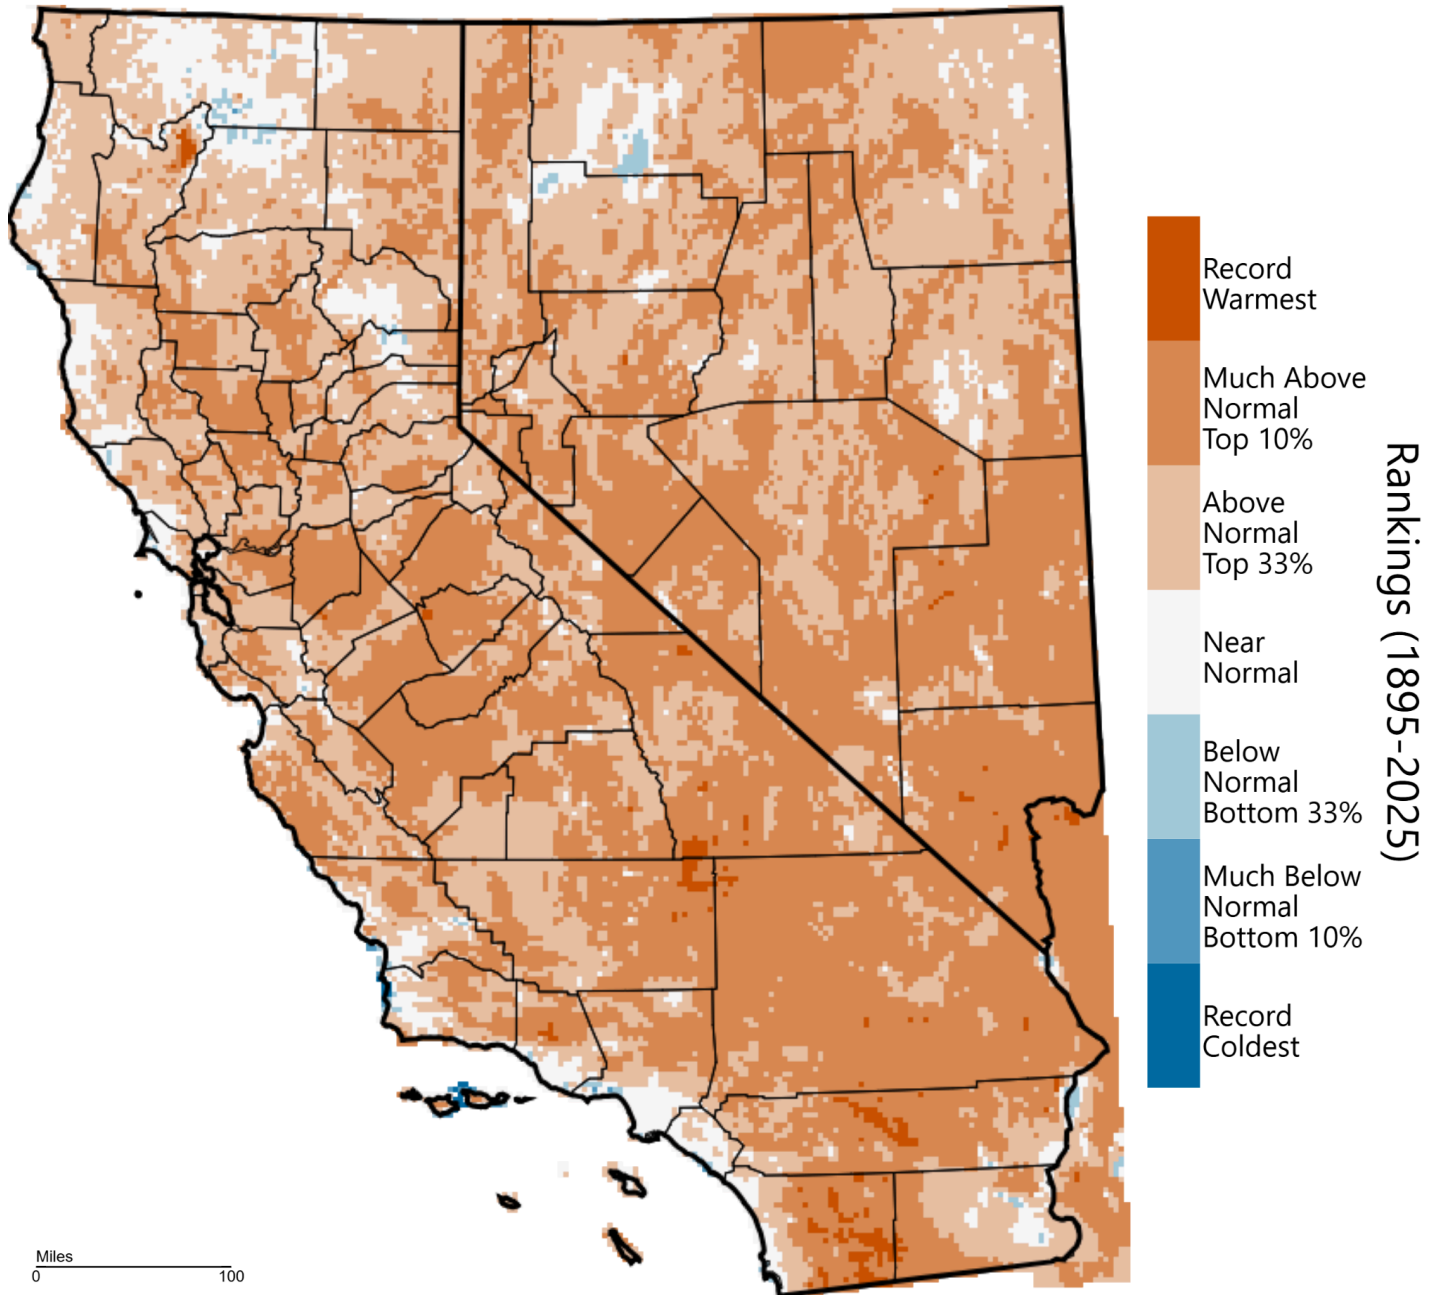 Record
Warmest
Much Above
Normal
Top 10%
Above
Normal
Top 33%
Near
Normal
Below
Normal
Bottom 33%
Much Below
Normal
Bottom 10%
Record
Coldest
Rankings (1895-2025)
Miles
0 100